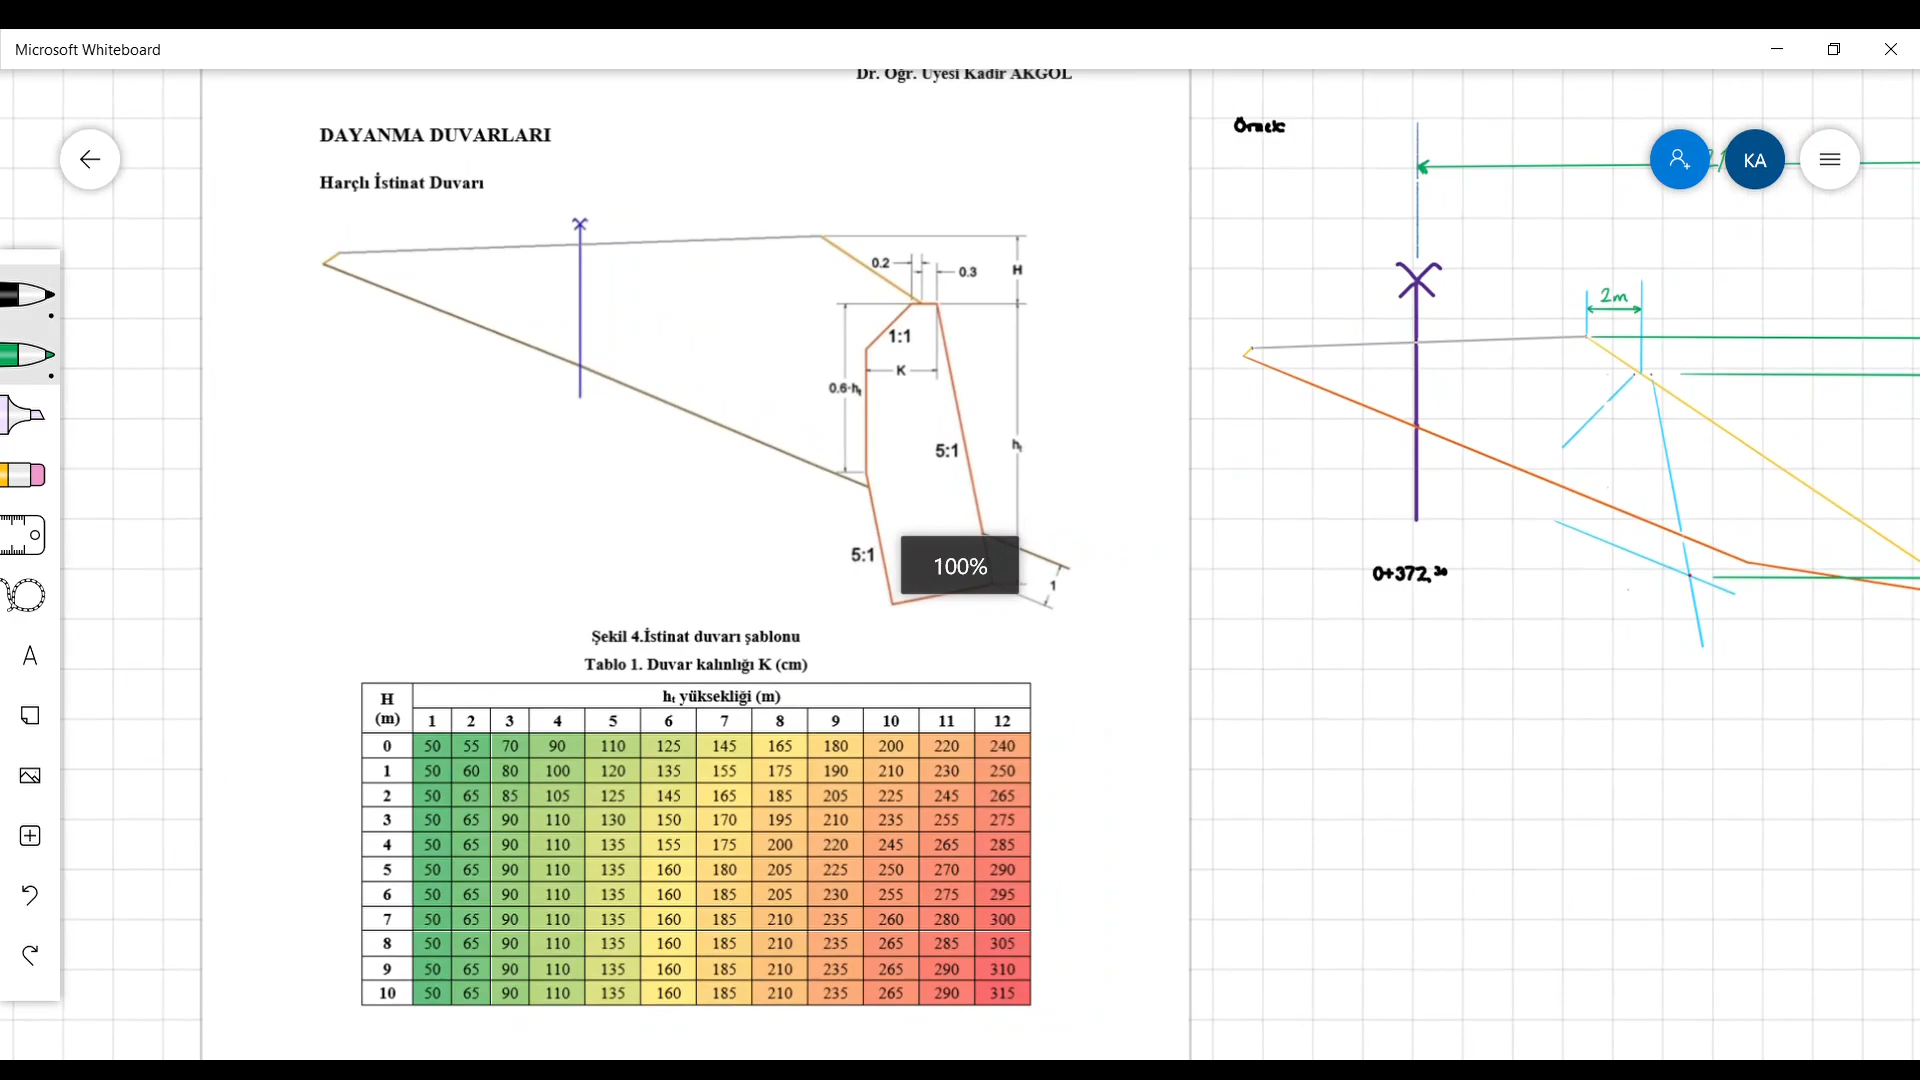 Microsoft Whiteboard
Dr. Öğr. Üyesi Kadir AKGÖL
DAYANMA DUVARLARI
Harçlı İstinat Duvarı
0.2
0.3
H
1:1
K
0.6·hₜ
5:1
hₜ
5:1
1
100%
Şekil 4.İstinat duvarı şablonu
Tablo 1. Duvar kalınlığı K (cm)
H (m) hₜ yüksekliği (m)
1 2 3 4 5 6 7 8 9 10 11 12
0 50 55 70 90 110 125 145 165 180 200 220 240
1 50 60 80 100 120 135 155 175 190 210 230 250
2 50 65 85 105 125 145 165 185 205 225 245 265
3 50 65 90 110 130 150 170 195 210 235 255 275
4 50 65 90 110 135 155 175 200 220 245 265 285
5 50 65 90 110 135 160 180 205 225 250 270 290
6 50 65 90 110 135 160 185 205 230 255 275 295
7 50 65 90 110 135 160 185 210 235 260 280 300
8 50 65 90 110 135 160 185 210 235 265 285 305
9 50 65 90 110 135 160 185 210 235 265 290 310
10 50 65 90 110 135 160 185 210 235 265 290 315
Örnek
KA
2m
0+372,30